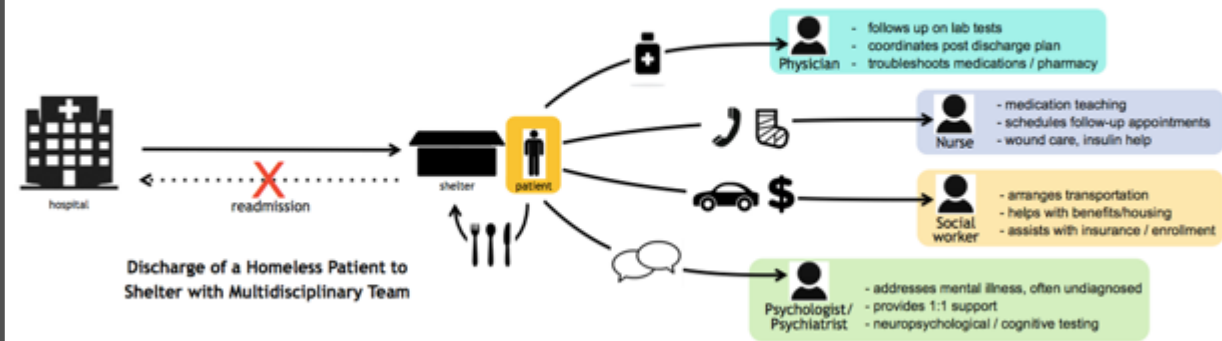 hospital
readmission
Discharge of a Homeless Patient to
Shelter with Multidisciplinary Team
shelter
patient
Physician
- follows up on lab tests
- coordinates post discharge plan
- troubleshoots medications / pharmacy
Nurse
- medication teaching
- schedules follow-up appointments
- wound care, insulin help
$
Social
worker
- arranges transportation
- helps with benefits/housing
- assists with insurance / enrollment
Psychologist/
Psychiatrist
- addresses mental illness, often undiagnosed
- provides 1:1 support
- neuropsychological / cognitive testing